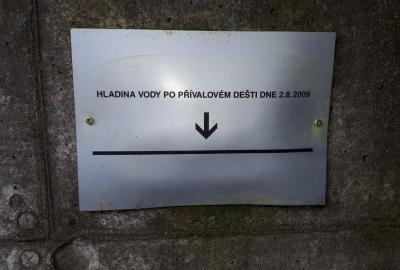 HLADINA VODY PO PŘÍVALOVÉM DEŠTI DNE 2.8.2009